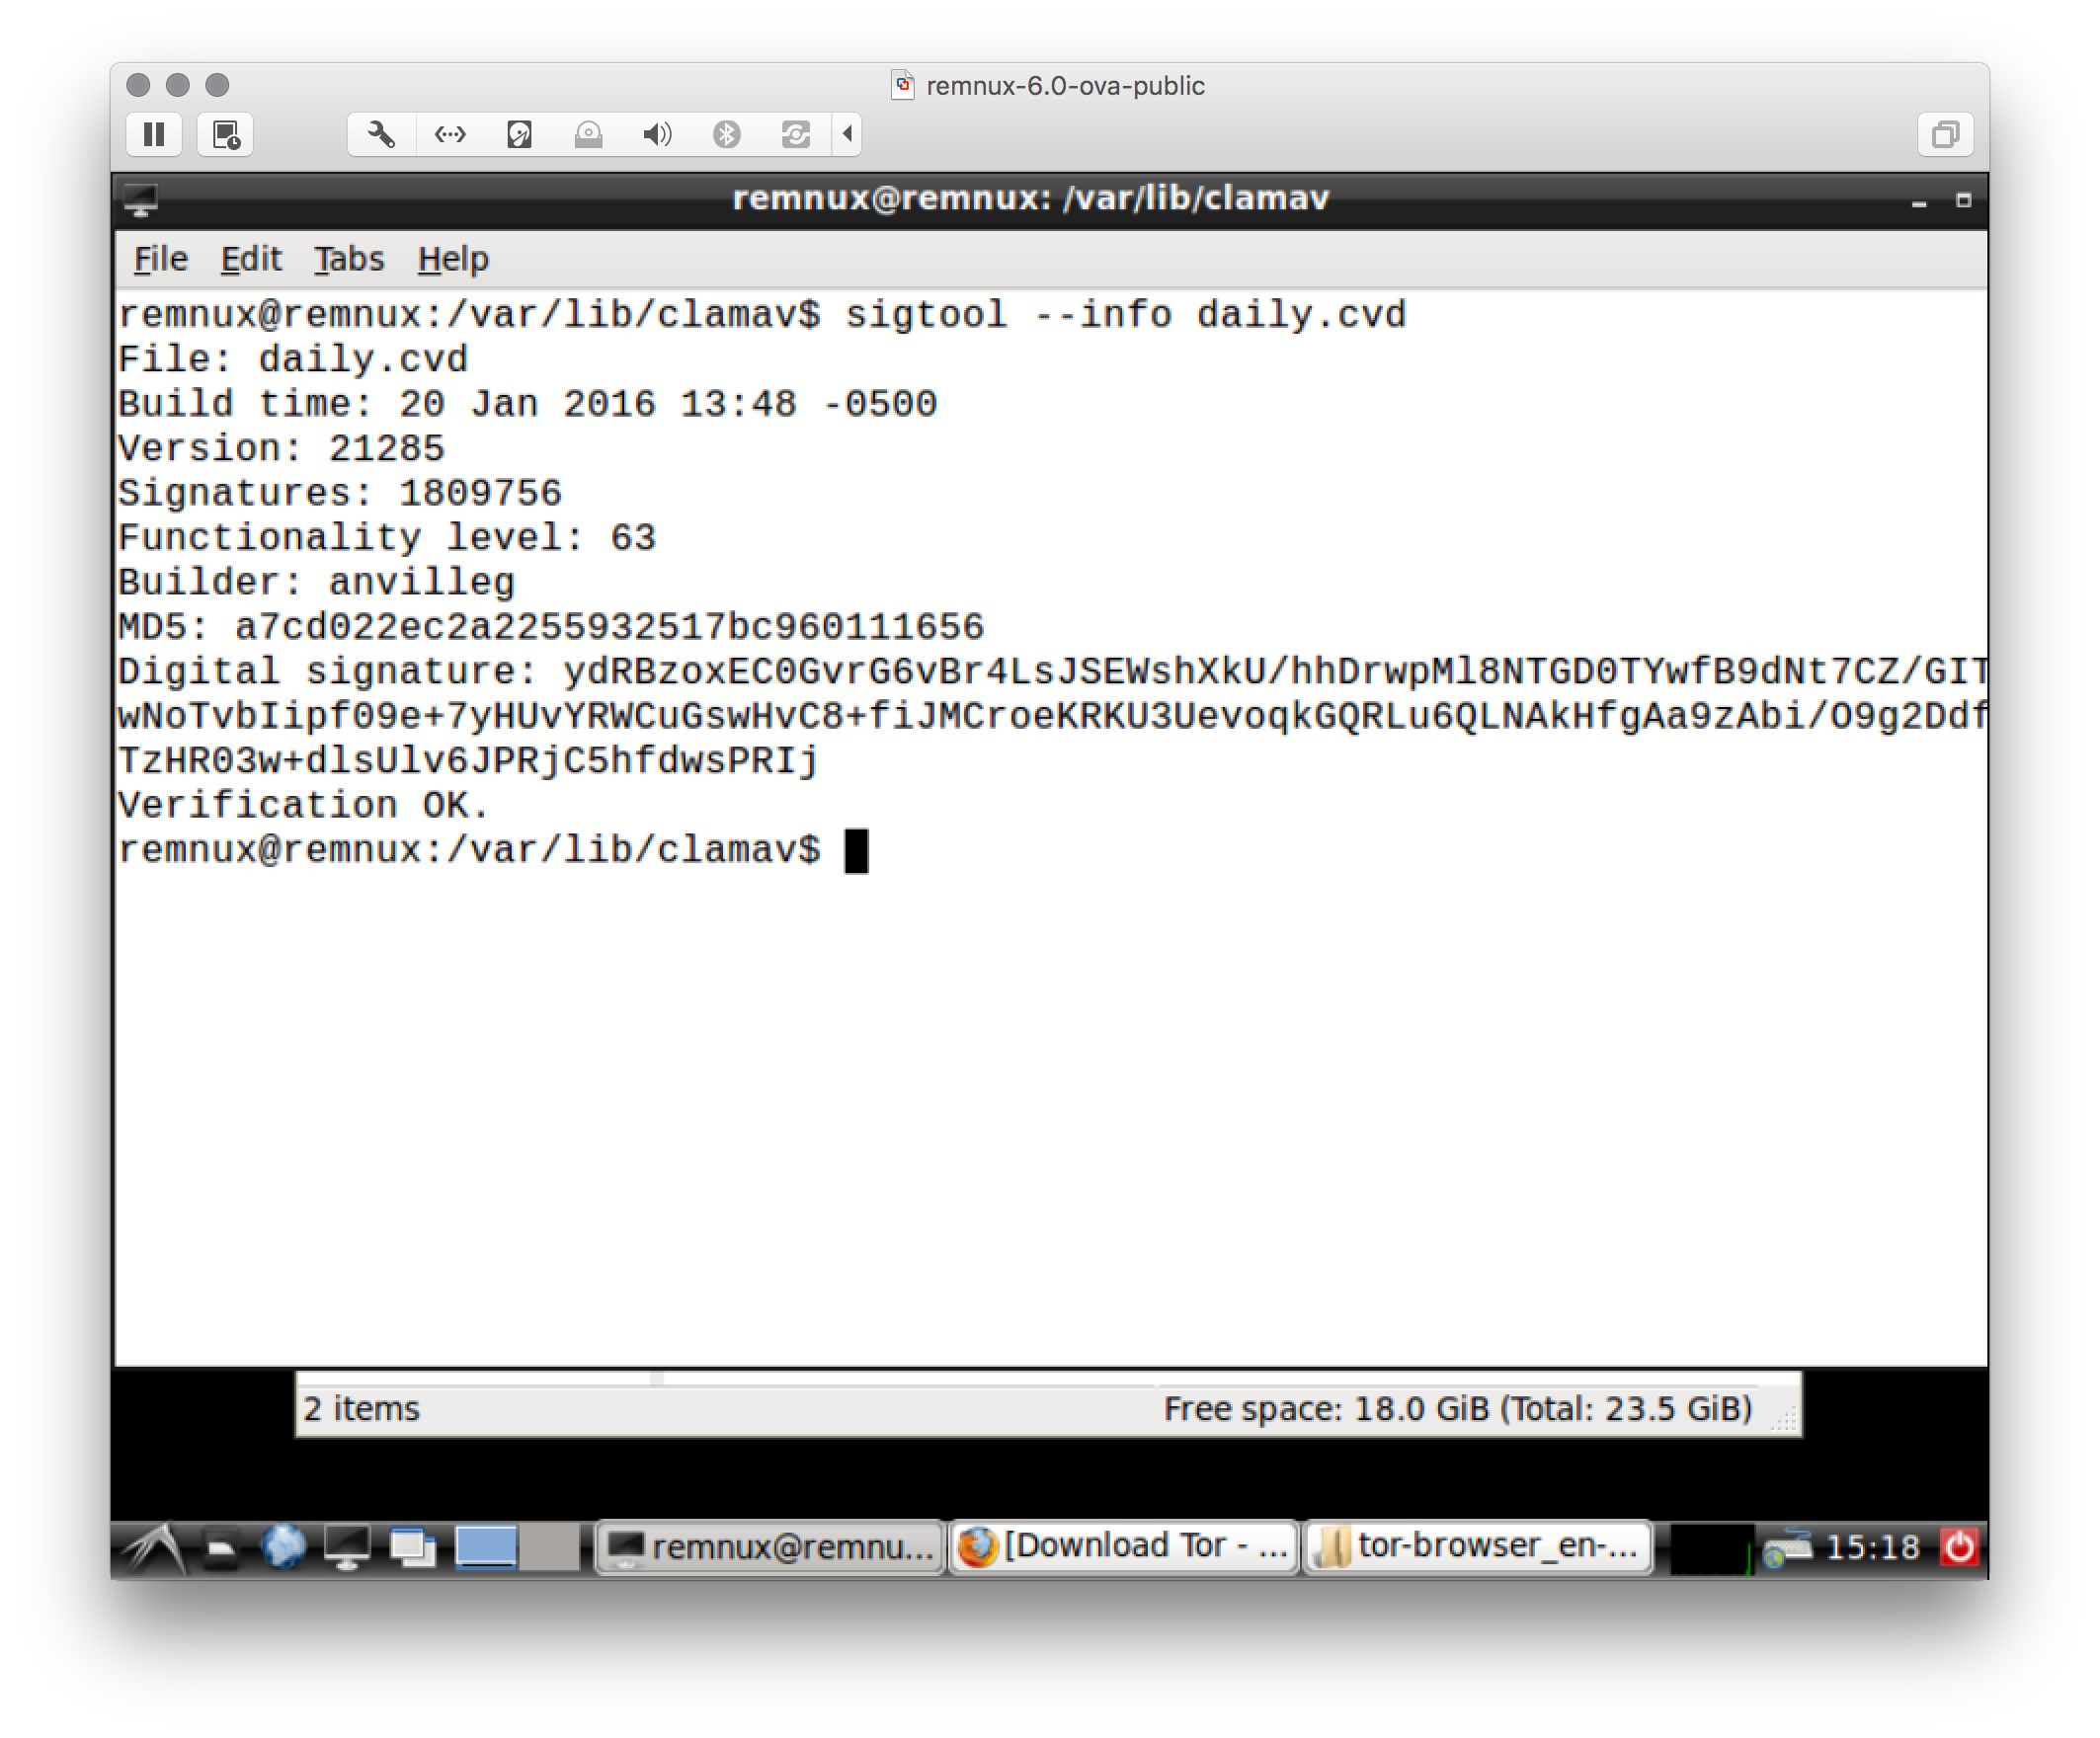 remnux-6.0-ova-public
remnux@remnux: /var/lib/clamav
File Edit Tabs Help
remnux@remnux:/var/lib/clamav$ sigtool --info daily.cvd
File: daily.cvd
Build time: 20 Jan 2016 13:48 -0500
Version: 21285
Signatures: 1809756
Functionality level: 63
Builder: anvilleg
MD5: a7cd022ec2a2255932517bc960111656
Digital signature: ydRBzoxEC0GvrG6vBr4LsJSEWshXkU/hhDrwpMl8NTGD0TYwfB9dNt7CZ/GIT
wNoTvbIipf09e+7yHUvYRWCuGswHvC8+fiJMCroeKRKU3UevoqkGQRLu6QLNAkHfgAa9zAbi/O9g2Ddf
TzHR03w+dlsUlv6JPRjC5hfdwsPRIj
Verification OK.
remnux@remnux:/var/lib/clamav$
2 items Free space: 18.0 GiB (Total: 23.5 GiB)
remnux@remnu... [Download Tor - ... tor-browser_en-... 15:18